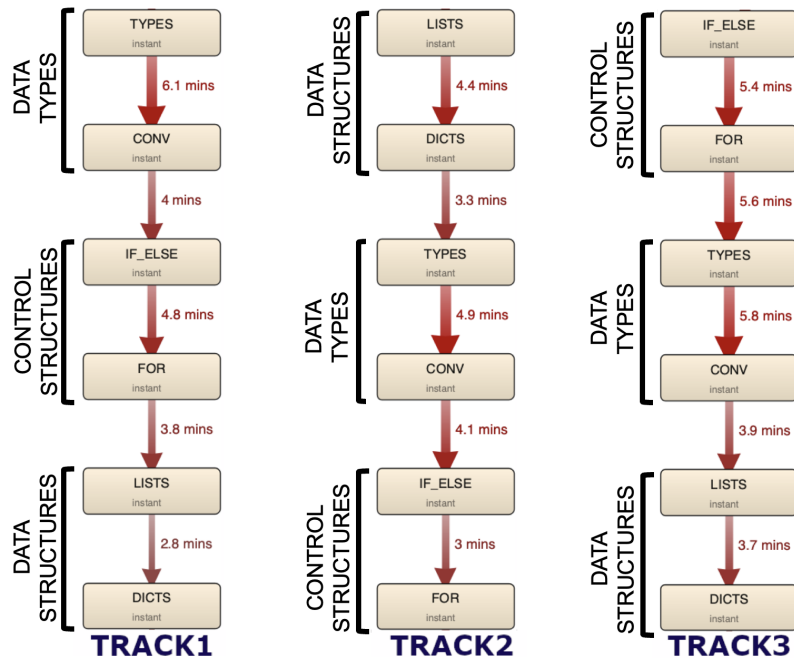 DATA
TYPES
TYPES
instant
6.1 mins
CONV
instant
4 mins
CONTROL
STRUCTURES
IF_ELSE
instant
4.8 mins
FOR
instant
3.8 mins
DATA
STRUCTURES
LISTS
instant
2.8 mins
DICTS
instant
TRACK1
DATA
STRUCTURES
LISTS
instant
4.4 mins
DICTS
instant
3.3 mins
DATA
TYPES
TYPES
instant
4.9 mins
CONV
instant
4.1 mins
CONTROL
STRUCTURES
IF_ELSE
instant
3 mins
FOR
instant
TRACK2
CONTROL
STRUCTURES
IF_ELSE
instant
5.4 mins
FOR
instant
5.6 mins
DATA
TYPES
TYPES
instant
5.8 mins
CONV
instant
3.9 mins
DATA
STRUCTURES
LISTS
instant
3.7 mins
DICTS
instant
TRACK3